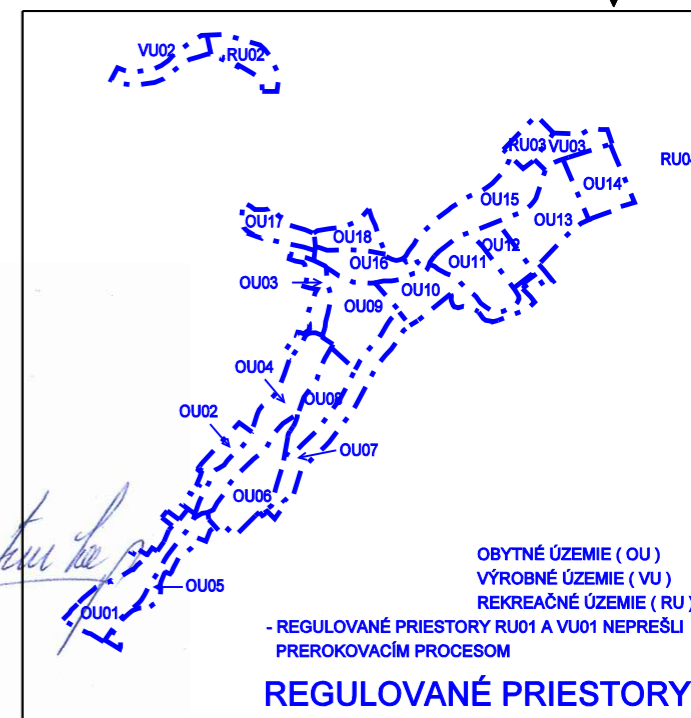 VU02
RU02
RU03
VU03
RU04
OU14
OU15
OU13
OU17
OU18
OU12
OU16
OU11
OU03
OU10
OU09
OU04
OU08
OU02
OU07
OU06
OU05
OU01
OBYTNÉ ÚZEMIE ( OU )
VÝROBNÉ ÚZEMIE ( VU )
REKREAČNÉ ÚZEMIE ( RU )
- REGULOVANÉ PRIESTORY RU01 A VU01 NEPREŠLI
PREROKOVACÍM PROCESOM
REGULOVANÉ PRIESTORY